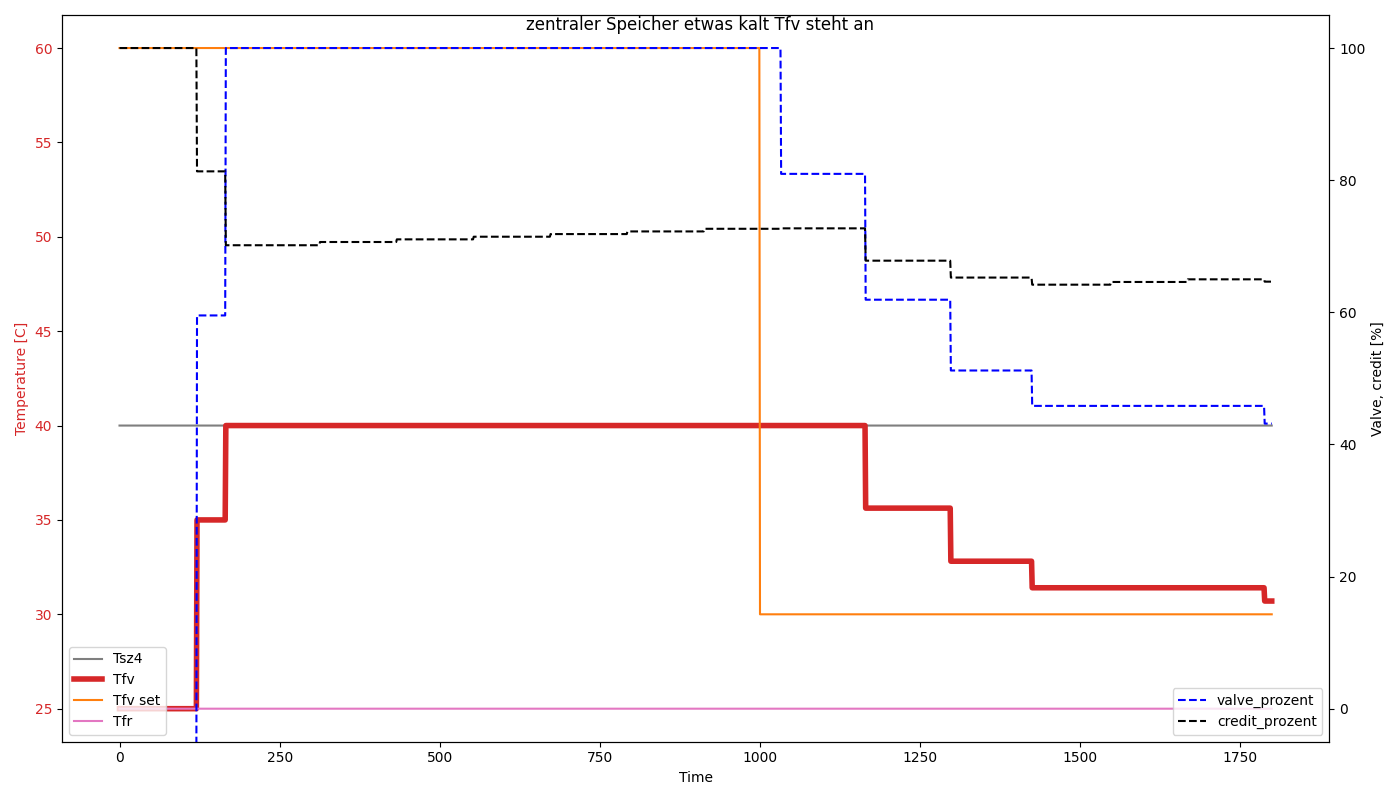 zentraler Speicher etwas kalt Tfv steht an
60
55
50
45
40
35
30
25
Temperature [C]
100
80
60
40
20
0
Valve, credit [%]
Tsz4
Tfv
Tfv set
Tfr
valve_prozent
credit_prozent
0
250
500
750
1000
1250
1500
1750
Time